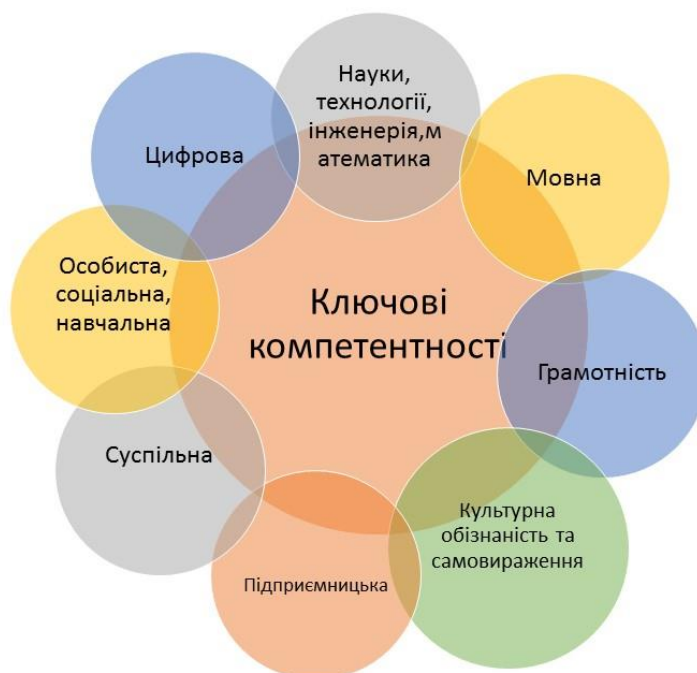 Науки,
технології,
інженерія,м
атематика
Мовна
Грамотність
Культурна
обізнаність та
самовираження
Підприємницька
Суспільна
Особиста,
соціальна,
навчальна
Цифрова
Ключові
компетентності